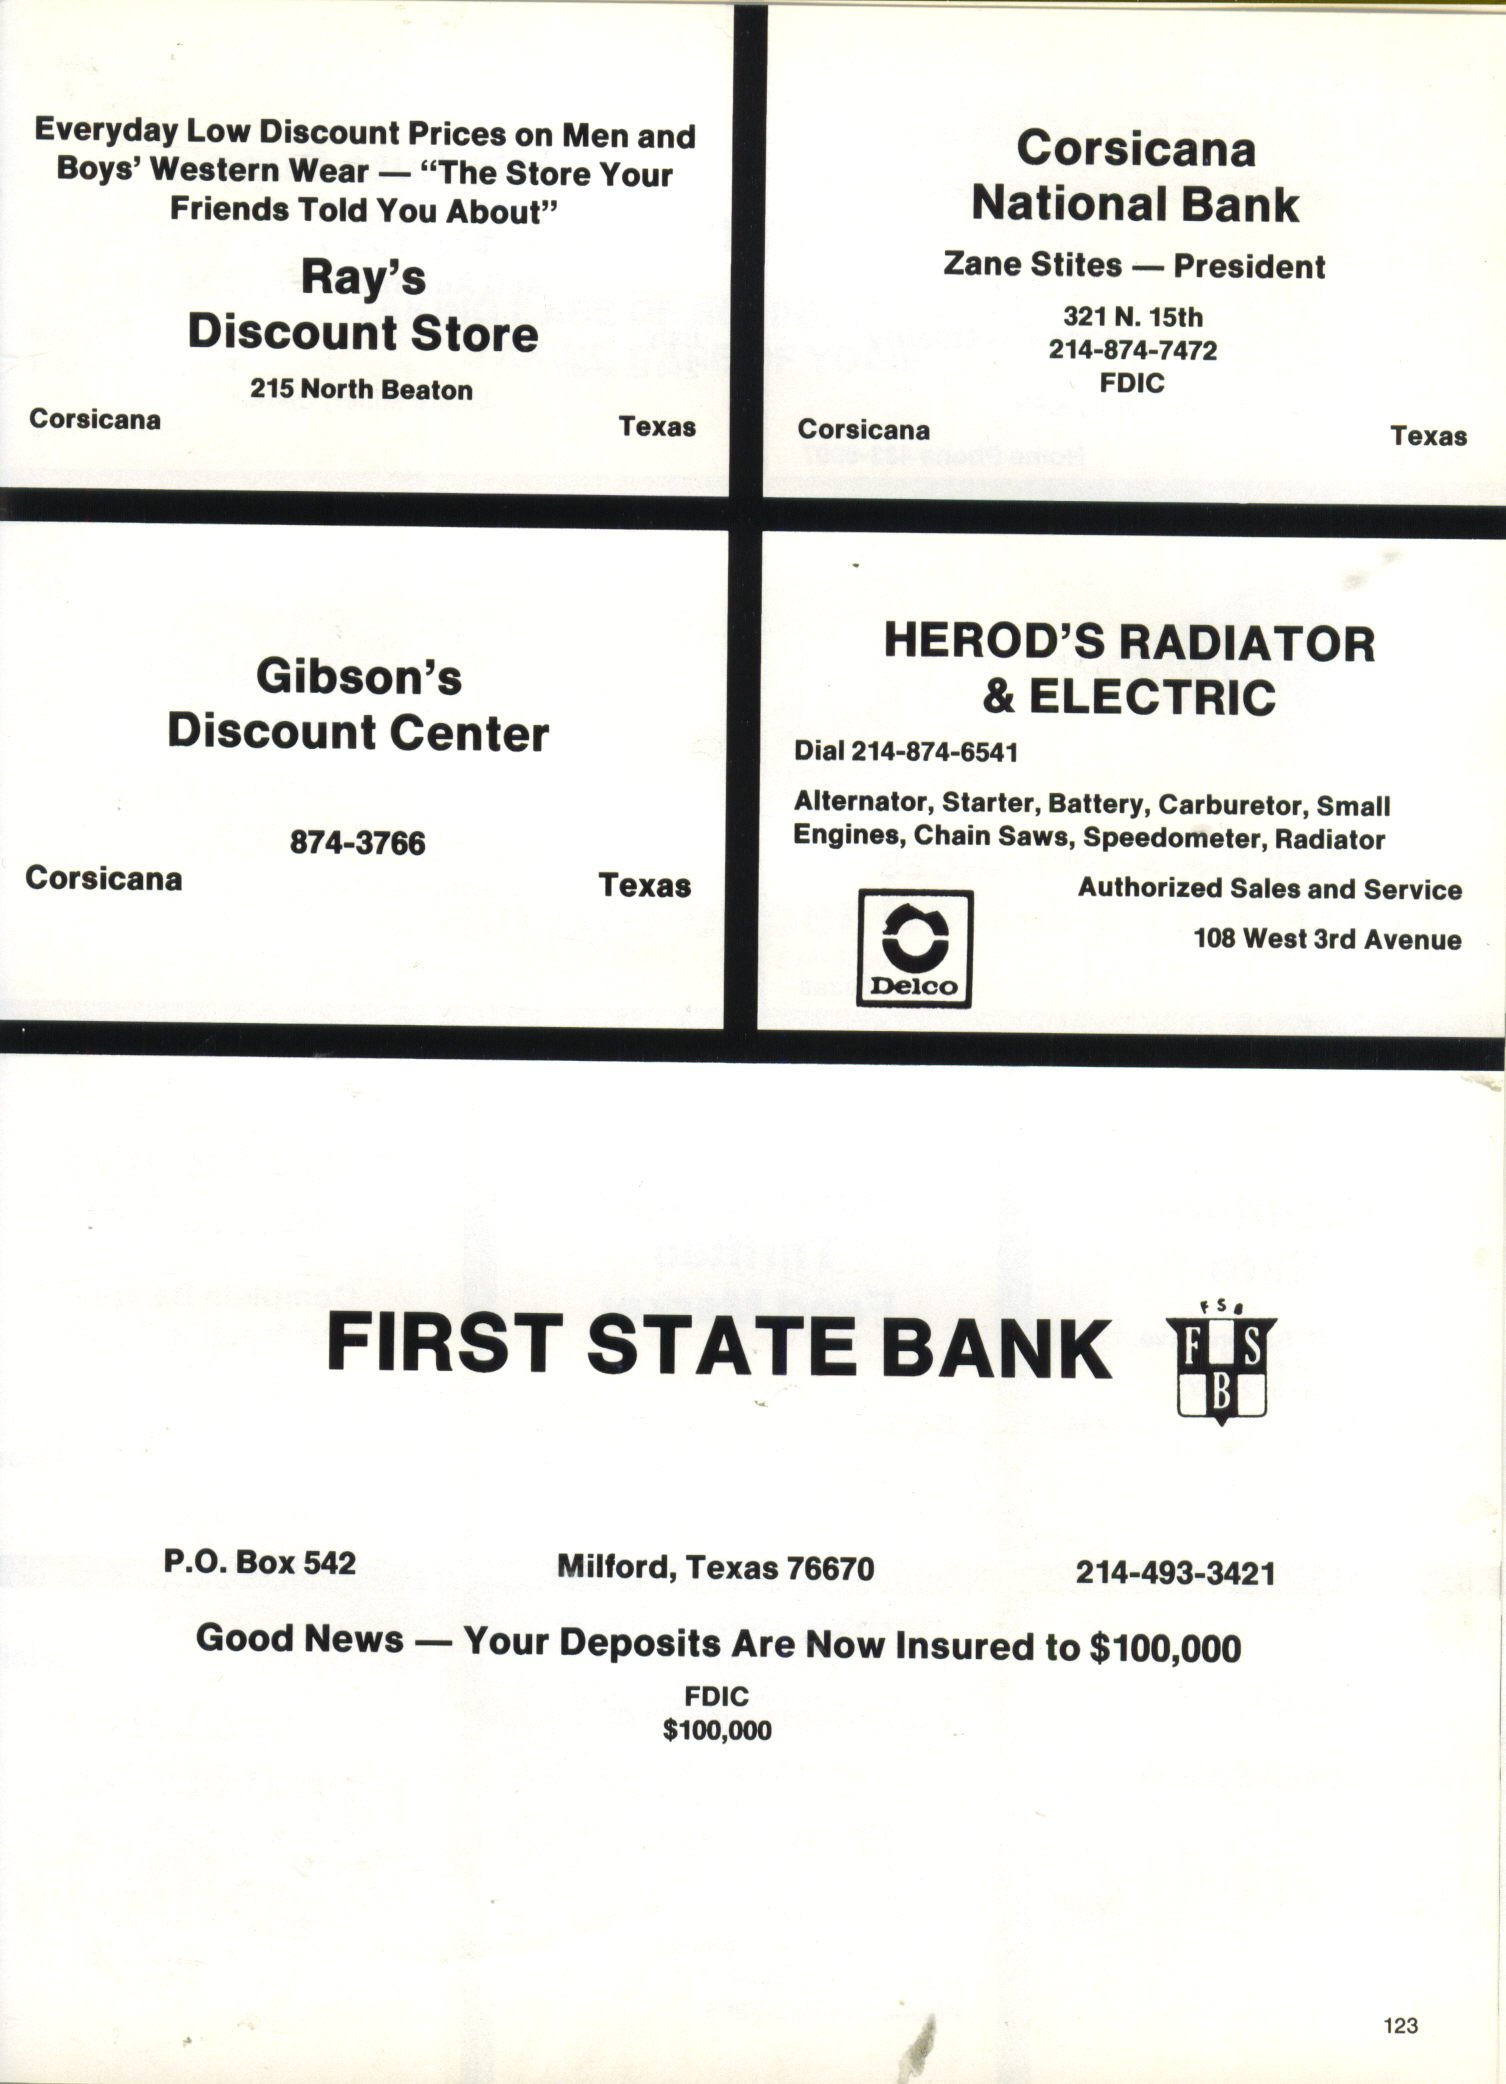 Everyday Low Discount Prices on Men and
Boys' Western Wear — “The Store Your
Friends Told You About”
Ray's
Discount Store
215 North Beaton
Corsicana Texas
Corsicana
National Bank
Zane Stites — President
321 N. 15th
214-874-7472
FDIC
Corsicana Texas
Gibson's
Discount Center
874-3766
Corsicana Texas
HEROD'S RADIATOR
& ELECTRIC
Dial 214-874-6541
Alternator, Starter, Battery, Carburetor, Small
Engines, Chain Saws, Speedometer, Radiator
Authorized Sales and Service
108 West 3rd Avenue
Delco
FIRST STATE BANK
F S B
F S
B
P.O. Box 542 Milford, Texas 76670 214-493-3421
Good News — Your Deposits Are Now Insured to $100,000
FDIC
$100,000
123